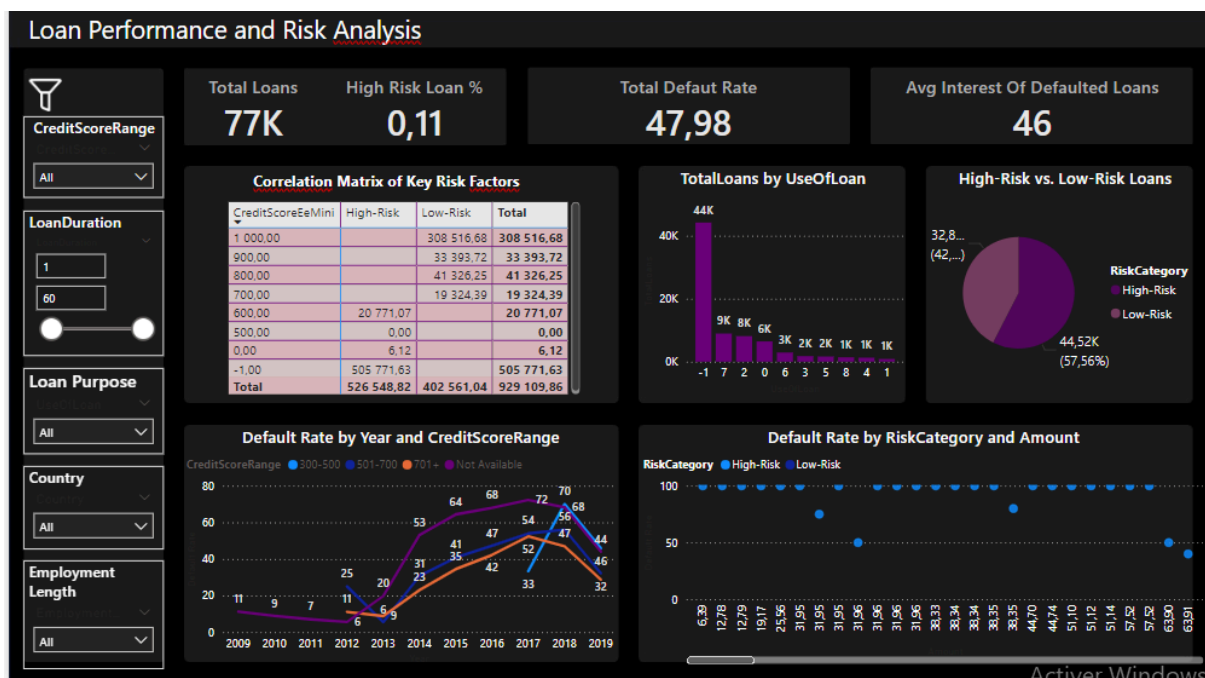 Loan Performance and Risk Analysis
CreditScoreRange
All
LoanDuration
1
60
Loan Purpose
UseOfLoan
All
Country
Country
All
Employment
Length
All
Total Loans
77K
High Risk Loan %
0,11
Total Defaut Rate
47,98
Avg Interest Of Defaulted Loans
46
Correlation Matrix of Key Risk Factors
CreditScoreEeMini High-Risk Low-Risk Total
1 000,00 308 516,68 308 516,68
900,00 33 393,72 33 393,72
800,00 41 326,25 41 326,25
700,00 19 324,39 19 324,39
600,00 20 771,07 20 771,07
500,00 0,00 0,00
0,00 6,12 6,12
-1,00 505 771,63 505 771,63
Total 526 548,82 402 561,04 929 109,86
TotalLoans by UseOfLoan
44K
40K
20K
9K 8K 6K 3K 2K 2K 1K 1K 1K
0K
-1 7 2 0 6 3 5 8 4 1
High-Risk vs. Low-Risk Loans
32,8...
(42,...)
RiskCategory
High-Risk
Low-Risk
44,52K
(57,56%)
Default Rate by Year and CreditScoreRange
CreditScoreRange 300-500 501-700 701+ Not Available
80
60
40
20
0
11 9 7 6 20 53 64 68 72 68 44
25 6 31 41 47 54 56 32
11 9 23 35 42 52 47
33 70 46
2009 2010 2011 2012 2013 2014 2015 2016 2017 2018 2019
Default Rate by RiskCategory and Amount
RiskCategory High-Risk Low-Risk
100
50
0
6,39 12,78 12,79 19,17 25,56 31,95 31,95 31,96 31,96 31,96 31,96 31,96 38,33 38,34 38,34 38,35 38,35 44,70 44,74 51,10 51,12 51,14 57,52 57,52 63,90 63,91
Activer Windows